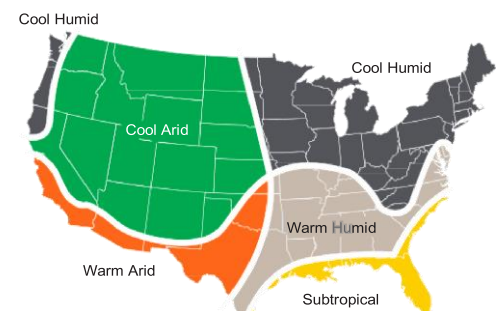 Cool Humid
Cool Humid
Cool Arid
Warm Humid
Warm Arid
Subtropical